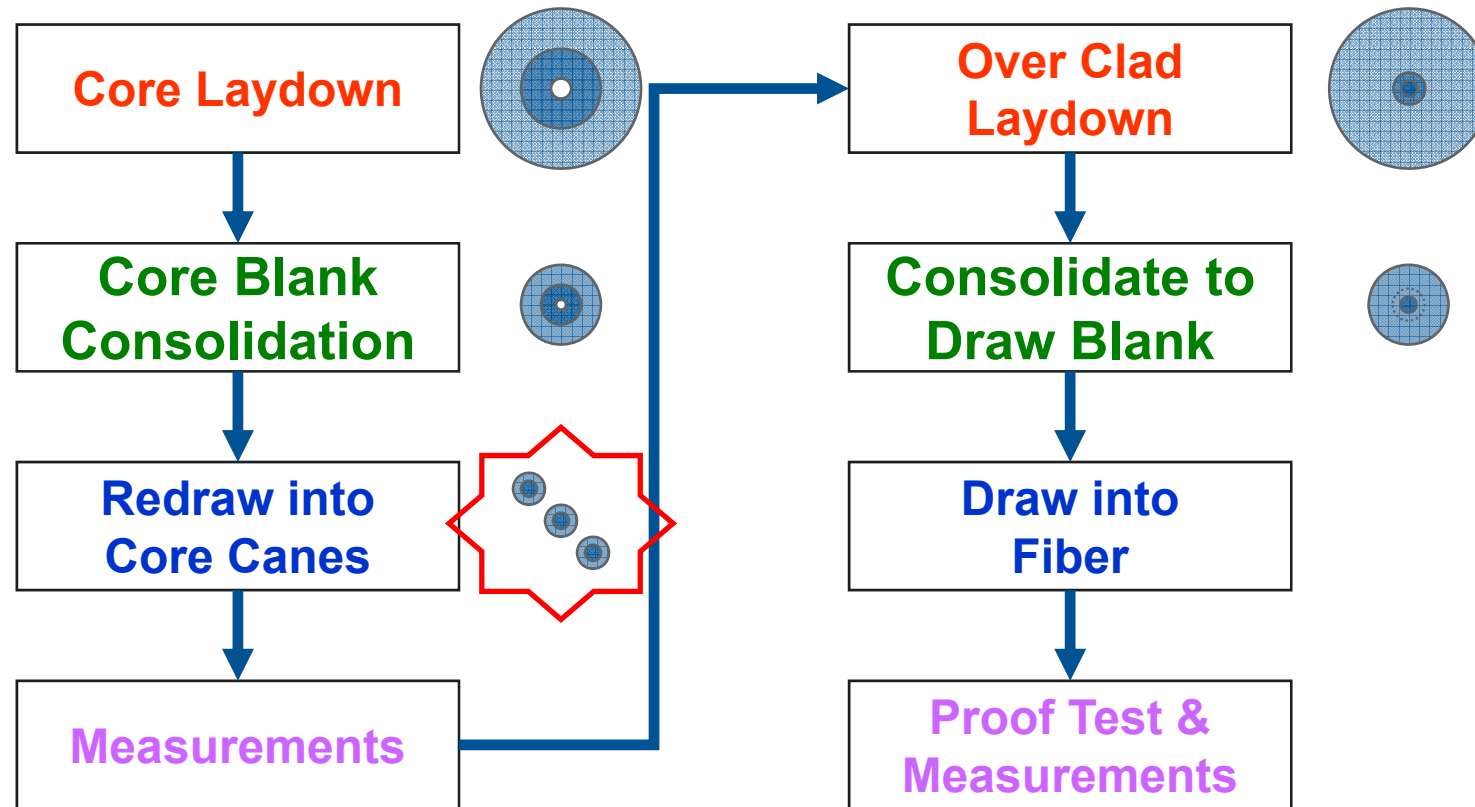 Core Laydown
Core Blank
Consolidation
Redraw into
Core Canes
Measurements
Over Clad
Laydown
Consolidate to
Draw Blank
Draw into
Fiber
Proof Test &
Measurements